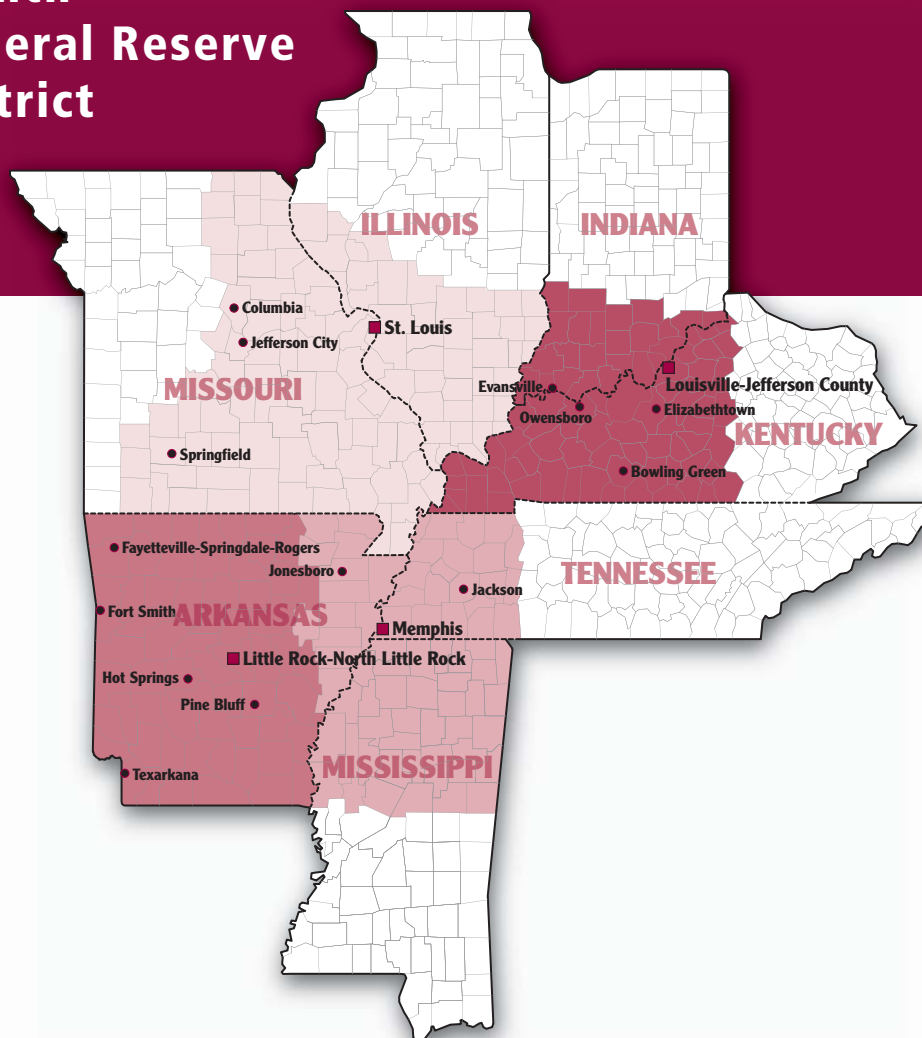 eral Reserve
trict
ILLINOIS
INDIANA
Columbia
St. Louis
Jefferson City
MISSOURI
Evansville
Louisville-Jefferson County
Owensboro
Elizabethtown
KENTUCKY
Springfield
Bowling Green
Fayetteville-Springdale-Rogers
Jonesboro
TENNESSEE
Jackson
Fort Smith
ARKANSAS
Memphis
Little Rock-North Little Rock
Hot Springs
Pine Bluff
MISSISSIPPI
Texarkana